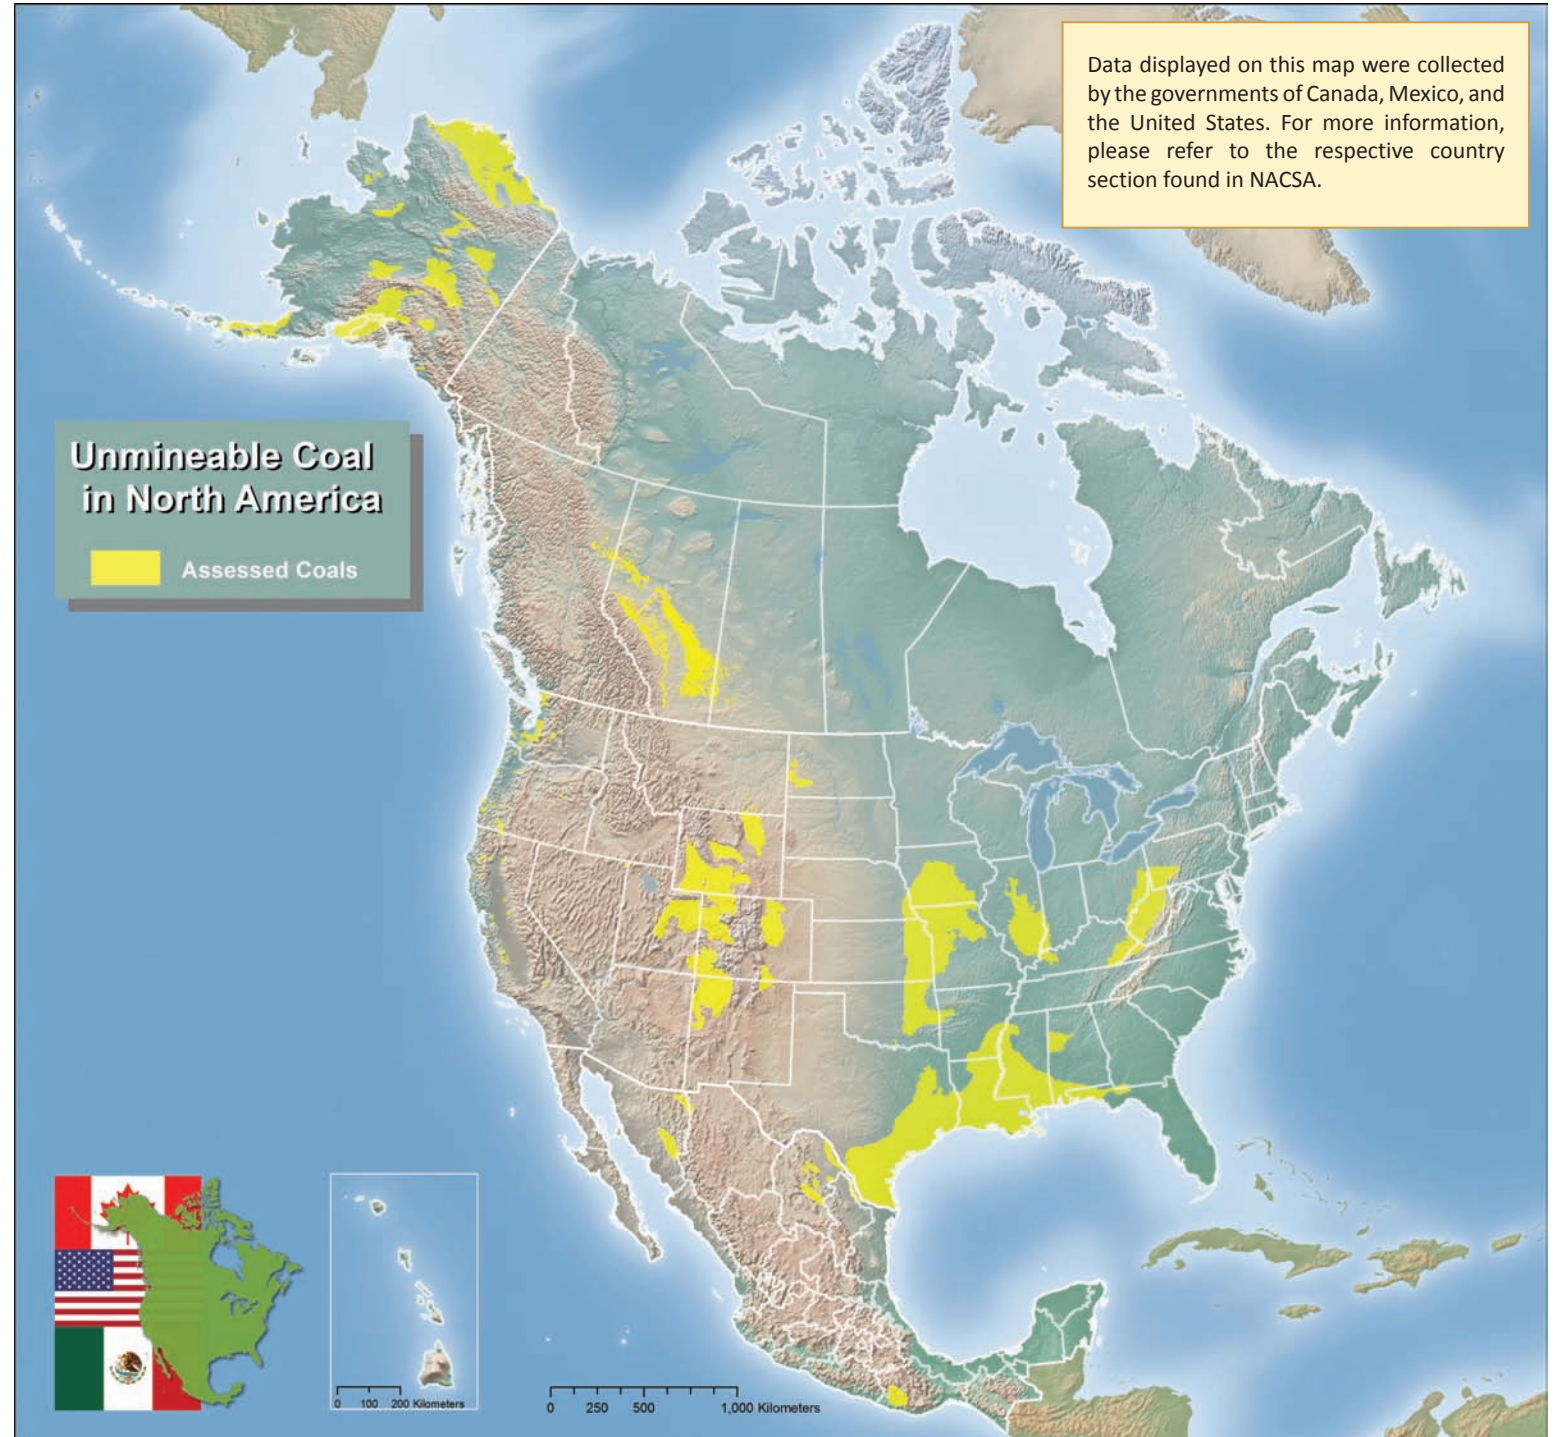 Data displayed on this map were collected
by the governments of Canada, Mexico, and
the United States. For more information,
please refer to the respective country
section found in NACSA.
Unmineable Coal
in North America
Assessed Coals
0 100 200 Kilometers
0 250 500 1,000 Kilometers